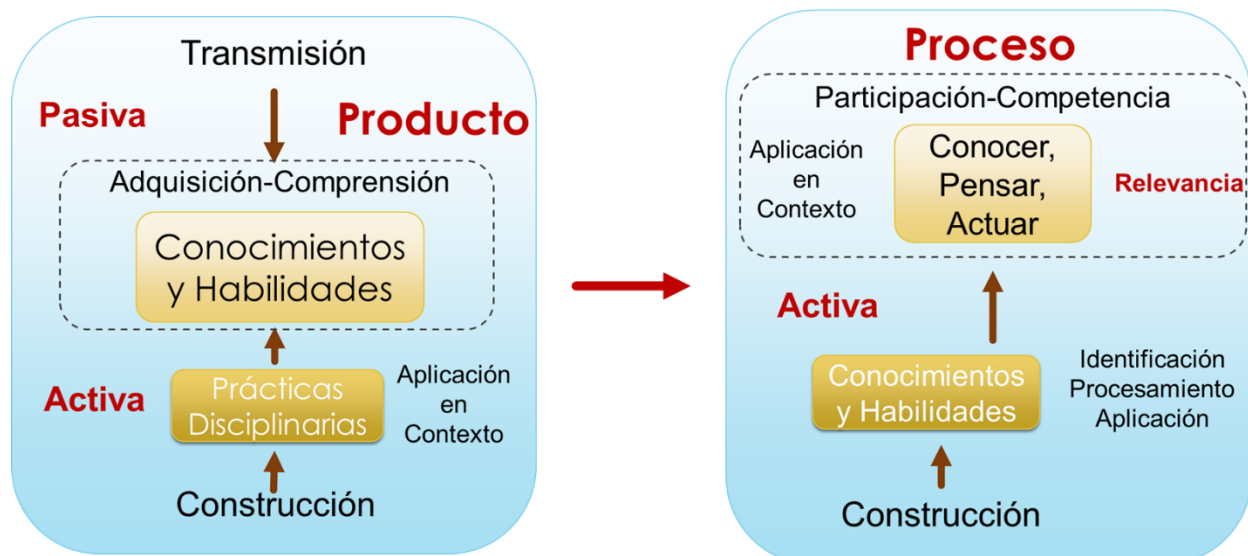 Transmisión
Pasiva
Producto
Adquisición-Comprensión
Conocimientos
y Habilidades
Activa
Prácticas
Disciplinarias
Aplicación
en
Contexto
Construcción
Proceso
Participación-Competencia
Aplicación
en
Contexto
Conocer,
Pensar,
Actuar
Relevancia
Activa
Conocimientos
y Habilidades
Identificación
Procesamiento
Aplicación
Construcción